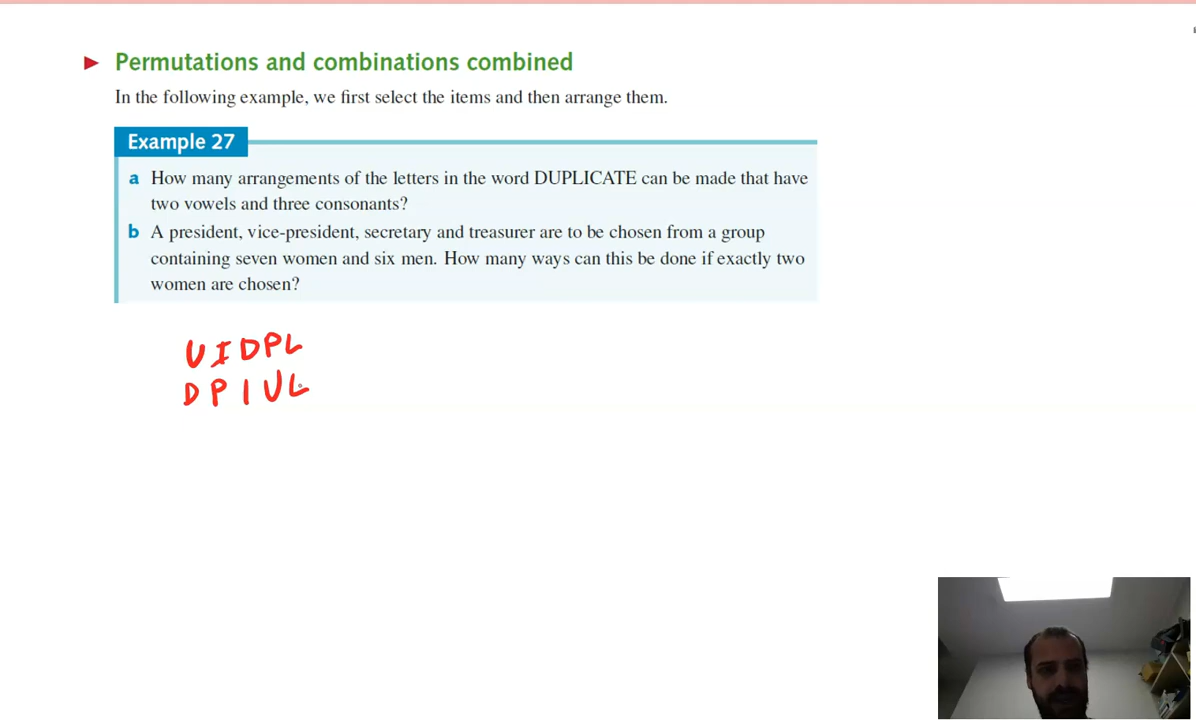 Permutations and combinations combined
In the following example, we first select the items and then arrange them.
Example 27
a How many arrangements of the letters in the word DUPLICATE can be made that have
two vowels and three consonants?
b A president, vice-president, secretary and treasurer are to be chosen from a group
containing seven women and six men. How many ways can this be done if exactly two
women are chosen?
U I D P L
D P I U L